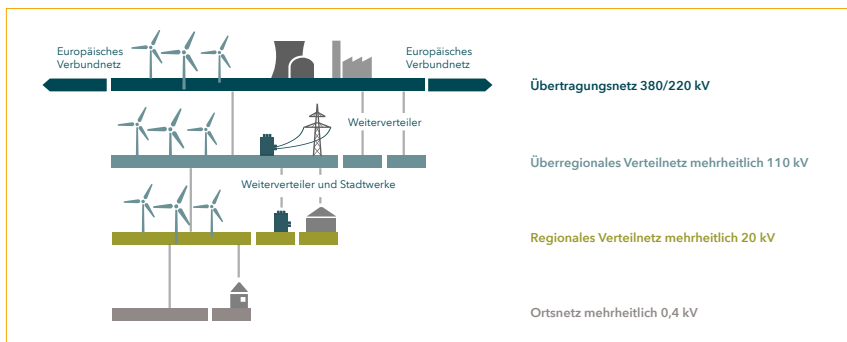 Europäisches
Verbundnetz
Europäisches
Verbundnetz
Übertragungsnetz 380/220 kV
Weiterverteiler
Überregionales Verteilnetz mehrheitlich 110 kV
Weiterverteiler und Stadtwerke
Regionales Verteilnetz mehrheitlich 20 kV
Ortsnetz mehrheitlich 0,4 kV